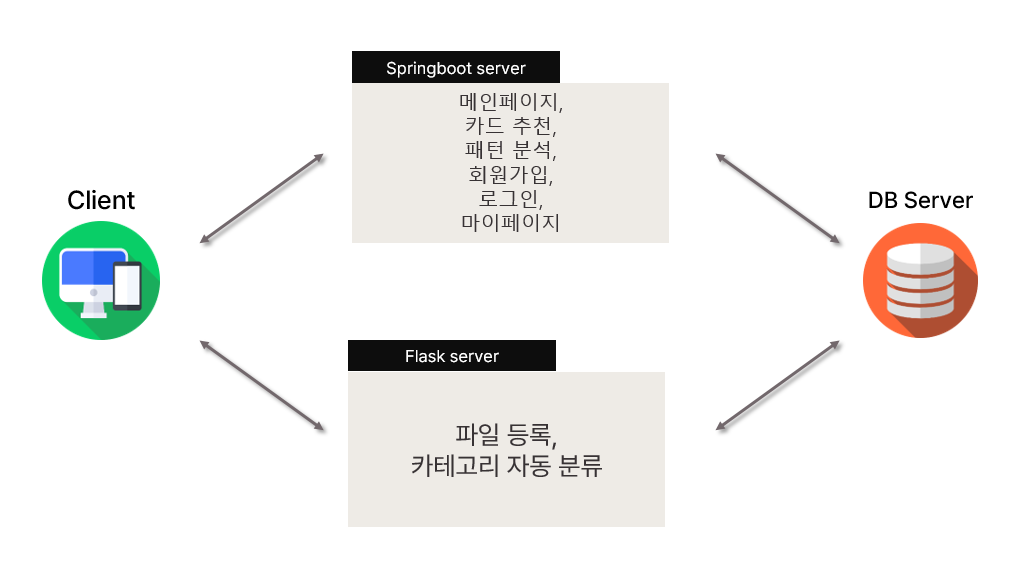 Springboot server
메인페이지,
카드 추천,
패턴 분석,
회원가입,
로그인,
마이페이지
Client
DB Server
Flask server
파일 등록,
카테고리 자동 분류